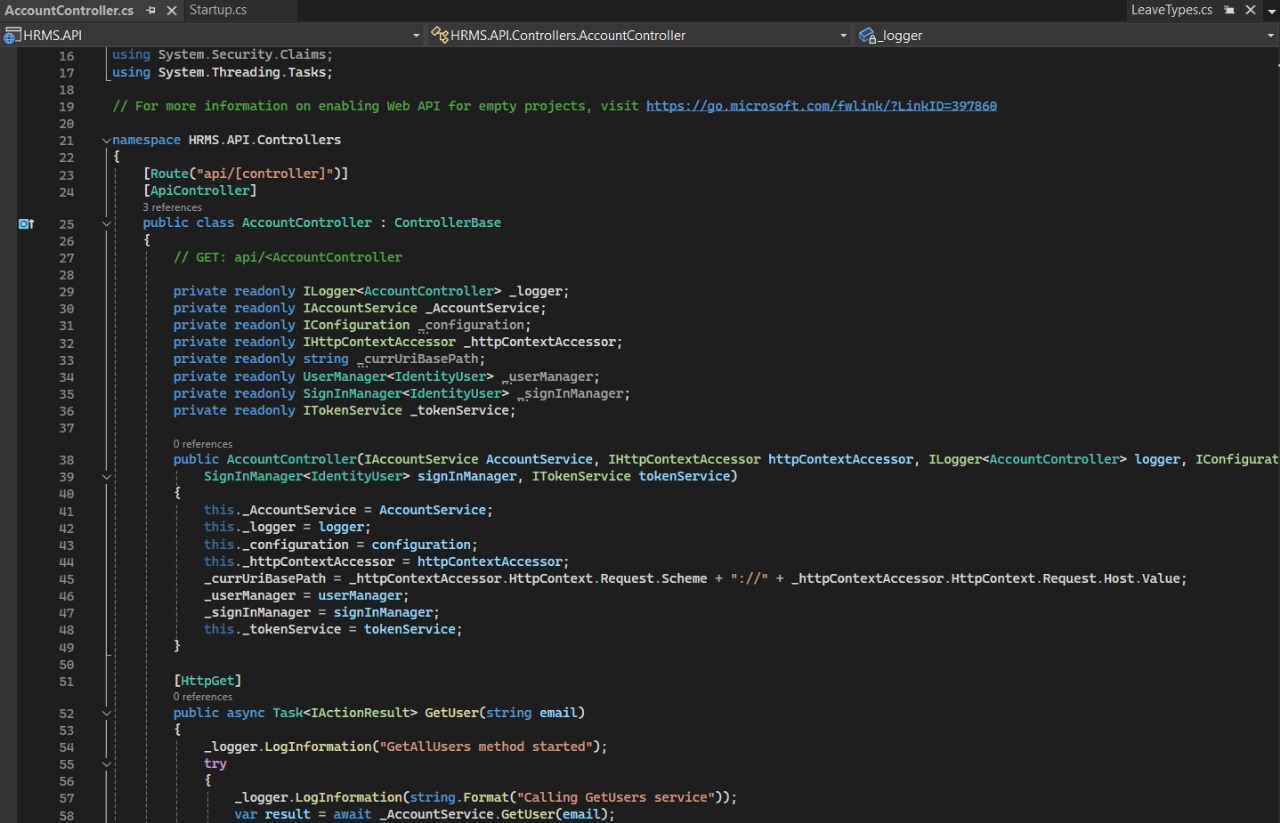 AccountController.cs Startup.cs LeaveTypes.cs
HRMS.API HRMS.API.Controllers.AccountController _logger
16 using System.Security.Claims;
17 using System.Threading.Tasks;
18
19 // For more information on enabling Web API for empty projects, visit https://go.microsoft.com/fwlink/?LinkID=397860
20
21 namespace HRMS.API.Controllers
22 {
23 [Route("api/[controller]")]
24 [ApiController]
3 references
25 public class AccountController : ControllerBase
26 {
27 // GET: api/<AccountController
28
29 private readonly ILogger<AccountController> _logger;
30 private readonly IAccountService _AccountService;
31 private readonly IConfiguration _configuration;
32 private readonly IHttpContextAccessor _httpContextAccessor;
33 private readonly string _currUriBasePath;
34 private readonly UserManager<IdentityUser> _userManager;
35 private readonly SignInManager<IdentityUser> _signInManager;
36 private readonly ITokenService _tokenService;
37
0 references
38 public AccountController(IAccountService AccountService, IHttpContextAccessor httpContextAccessor, ILogger<AccountController> logger, IConfigurat
39 SignInManager<IdentityUser> signInManager, ITokenService tokenService)
40 {
41 this._AccountService = AccountService;
42 this._logger = logger;
43 this._configuration = configuration;
44 this._httpContextAccessor = httpContextAccessor;
45 _currUriBasePath = _httpContextAccessor.HttpContext.Request.Scheme + "://" + _httpContextAccessor.HttpContext.Request.Host.Value;
46 _userManager = userManager;
47 _signInManager = signInManager;
48 this._tokenService = tokenService;
49 }
50
51 [HttpGet]
0 references
52 public async Task<IActionResult> GetUser(string email)
53 {
54 _logger.LogInformation("GetAllUsers method started");
55 try
56 {
57 _logger.LogInformation(string.Format("Calling GetUsers service"));
58 var result = await _AccountService.GetUser(email);